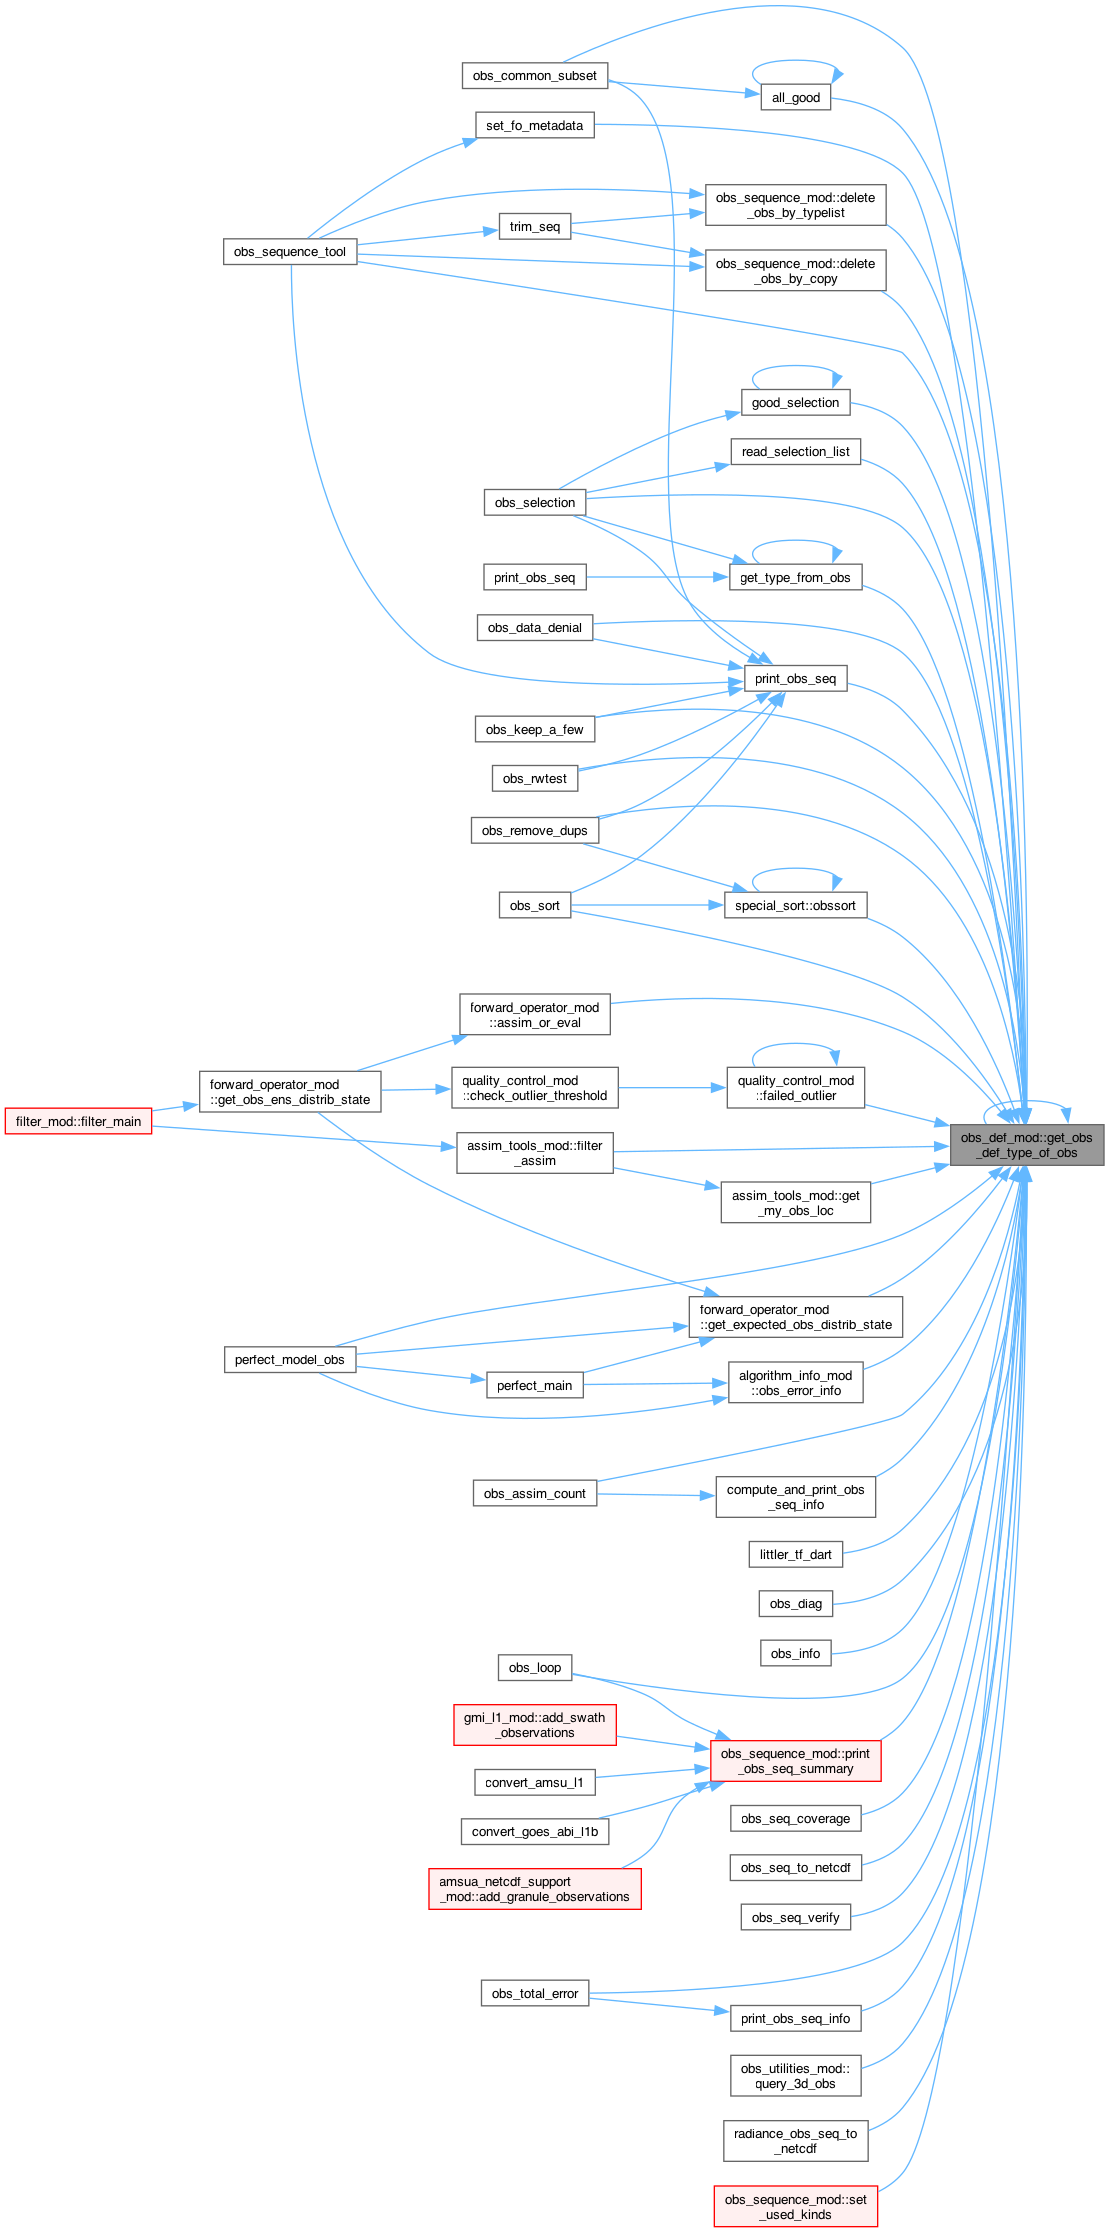 obs_common_subset
all_good
set_fo_metadata
obs_sequence_mod::delete
_obs_by_typelist
trim_seq
obs_sequence_tool
obs_sequence_mod::delete
_obs_by_copy
good_selection
read_selection_list
obs_selection
print_obs_seq
get_type_from_obs
obs_data_denial
print_obs_seq
obs_keep_a_few
obs_rwtest
obs_remove_dups
obs_sort
special_sort::obssort
forward_operator_mod
::assim_or_eval
forward_operator_mod
::get_obs_ens_distrib_state
quality_control_mod
::check_outlier_threshold
quality_control_mod
::failed_outlier
filter_mod::filter_main
obs_def_mod::get_obs
_def_type_of_obs
assim_tools_mod::filter
_assim
assim_tools_mod::get
_my_obs_loc
forward_operator_mod
::get_expected_obs_distrib_state
perfect_model_obs
perfect_main
algorithm_info_mod
::obs_error_info
obs_assim_count
compute_and_print_obs
_seq_info
littler_tf_dart
obs_diag
obs_info
obs_loop
gmi_l1_mod::add_swath
_observations
obs_sequence_mod::print
_obs_seq_summary
convert_amsu_l1
obs_seq_coverage
convert_goes_abi_l1b
obs_seq_to_netcdf
amsua_netcdf_support
_mod::add_granule_observations
obs_seq_verify
obs_total_error
print_obs_seq_info
obs_utilities_mod::
query_3d_obs
radiance_obs_seq_to
_netcdf
obs_sequence_mod::set
_used_kinds